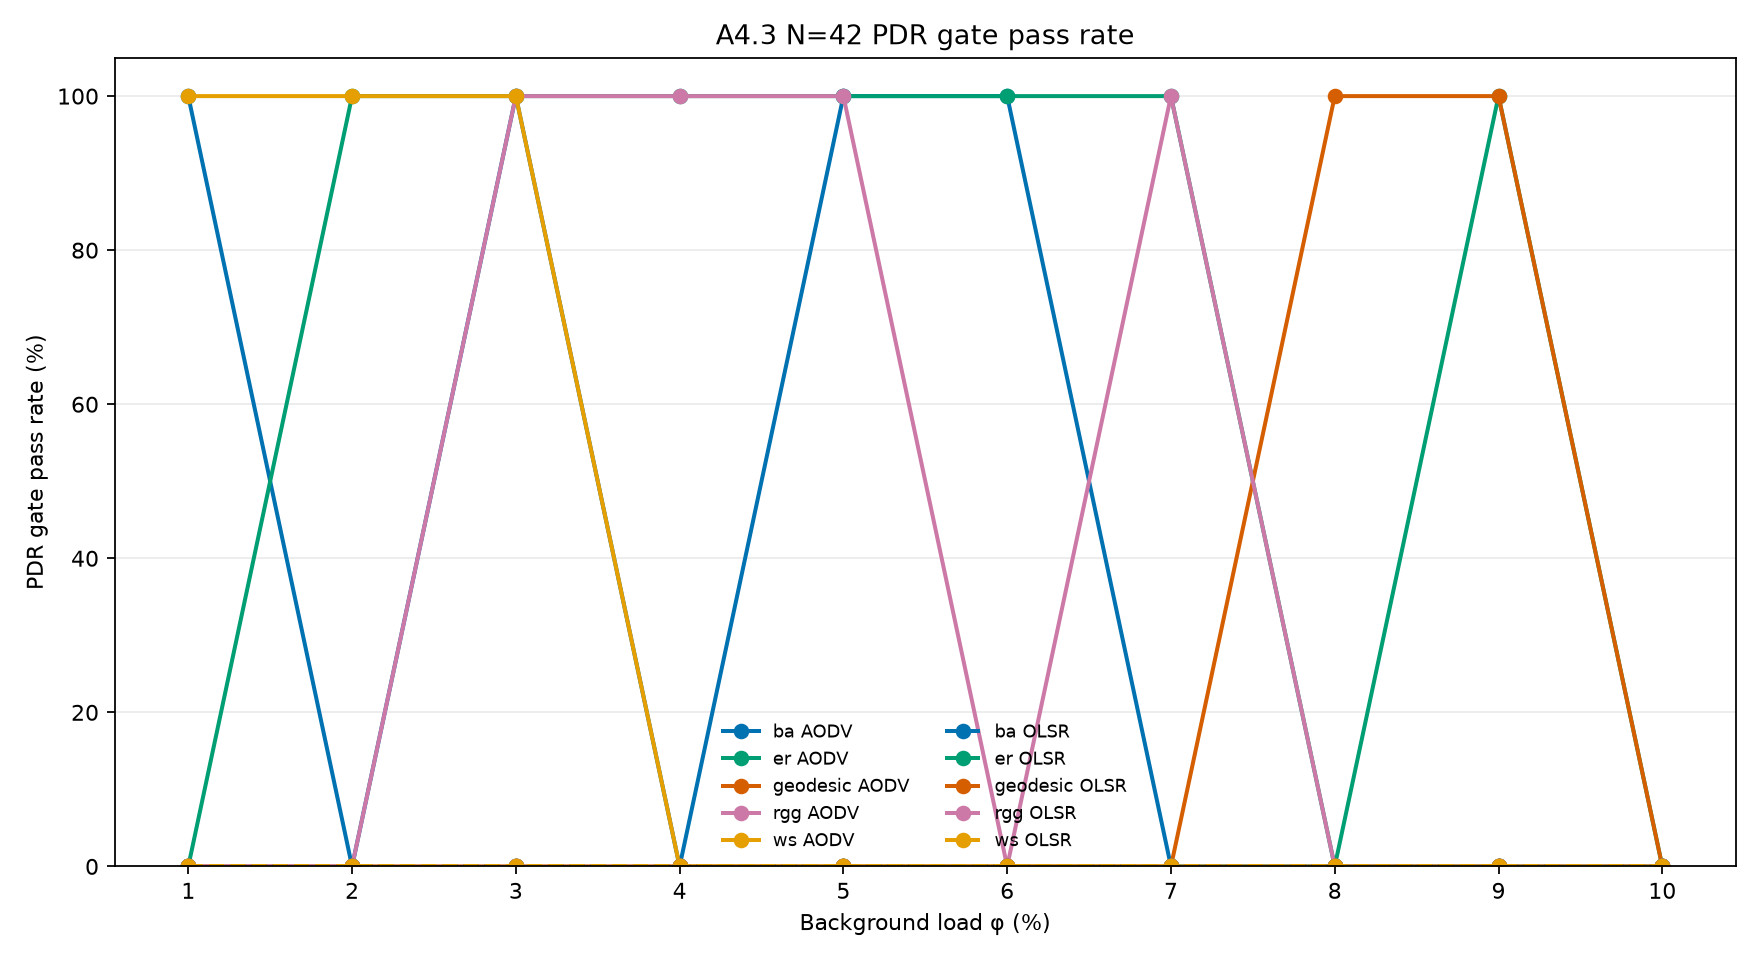 A4.3 N=42 PDR gate pass rate
PDR gate pass rate (%)
100
80
60
40
20
0
ba AODV
er AODV
geodesic AODV
rgg AODV
ws AODV
ba OLSR
er OLSR
geodesic OLSR
rgg OLSR
ws OLSR
1 2 3 4 5 6 7 8 9 10
Background load φ (%)